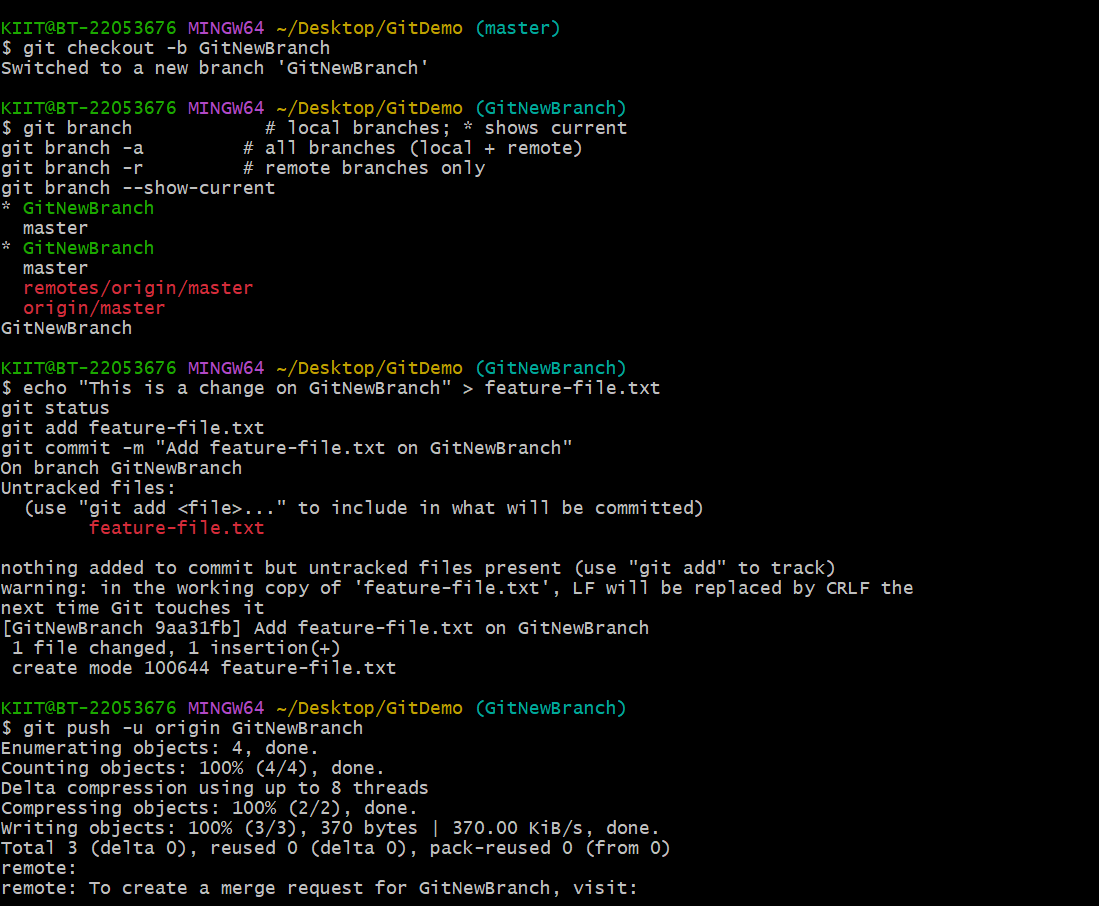 KIIT@BT-22053676 MINGW64 ~/Desktop/GitDemo (master)
$ git checkout -b GitNewBranch
Switched to a new branch 'GitNewBranch'

KIIT@BT-22053676 MINGW64 ~/Desktop/GitDemo (GitNewBranch)
$ git branch            # local branches; * shows current
git branch -a         # all branches (local + remote)
git branch -r         # remote branches only
git branch --show-current
* GitNewBranch
  master
* GitNewBranch
  master
  remotes/origin/master
  origin/master
GitNewBranch

KIIT@BT-22053676 MINGW64 ~/Desktop/GitDemo (GitNewBranch)
$ echo "This is a change on GitNewBranch" > feature-file.txt
git status
git add feature-file.txt
git commit -m "Add feature-file.txt on GitNewBranch"
On branch GitNewBranch
Untracked files:
  (use "git add <file>..." to include in what will be committed)
        feature-file.txt

nothing added to commit but untracked files present (use "git add" to track)
warning: in the working copy of 'feature-file.txt', LF will be replaced by CRLF the
next time Git touches it
[GitNewBranch 9aa31fb] Add feature-file.txt on GitNewBranch
 1 file changed, 1 insertion(+)
 create mode 100644 feature-file.txt

KIIT@BT-22053676 MINGW64 ~/Desktop/GitDemo (GitNewBranch)
$ git push -u origin GitNewBranch
Enumerating objects: 4, done.
Counting objects: 100% (4/4), done.
Delta compression using up to 8 threads
Compressing objects: 100% (2/2), done.
Writing objects: 100% (3/3), 370 bytes | 370.00 KiB/s, done.
Total 3 (delta 0), reused 0 (delta 0), pack-reused 0 (from 0)
remote:
remote: To create a merge request for GitNewBranch, visit: